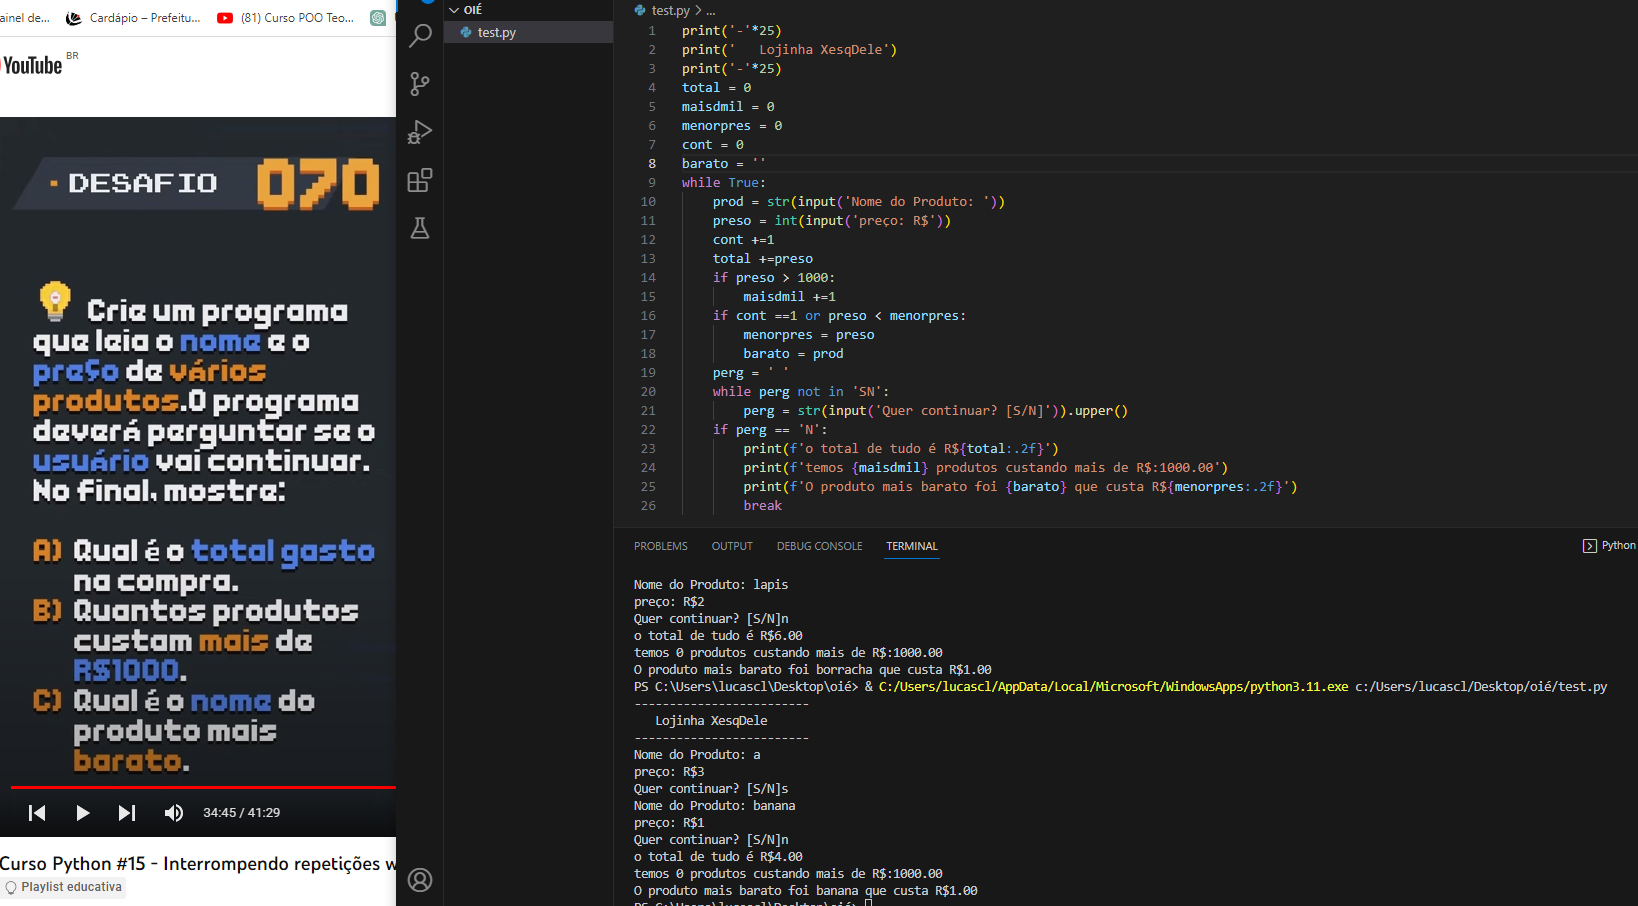 ainel de...
Cardápio – Prefeitu...
(81) Curso POO Teo...
YouTube BR
DESAFIO 070
Crie um programa
que leia o nome e o
preço de vários
produtos.O programa
deverá perguntar se o
usuário vai continuar.
No final, mostre:
A) Qual é o total gasto
na compra.
B) Quantos produtos
custam mais de
R$1000.
C) Qual é o nome do
produto mais
barato.
34:45 / 41:29
Curso Python #15 - Interrompendo repetições w
Playlist educativa
OIÉ
test.py
test.py > ...
1 print('-'*25)
2 print('   Lojinha XesqDele')
3 print('-'*25)
4 total = 0
5 maisdmil = 0
6 menorpres = 0
7 cont = 0
8 barato = ''
9 while True:
10     prod = str(input('Nome do Produto: '))
11     preso = int(input('preço: R$'))
12     cont +=1
13     total +=preso
14     if preso > 1000:
15         maisdmil +=1
16     if cont ==1 or preso < menorpres:
17         menorpres = preso
18         barato = prod
19     perg = ' '
20     while perg not in 'SN':
21         perg = str(input('Quer continuar? [S/N]')).upper()
22     if perg == 'N':
23         print(f'o total de tudo é R${total:.2f}')
24         print(f'temos {maisdmil} produtos custando mais de R$:1000.00')
25         print(f'O produto mais barato foi {barato} que custa R${menorpres:.2f}')
26         break
PROBLEMS OUTPUT DEBUG CONSOLE TERMINAL
Python
Nome do Produto: lapis
preço: R$2
Quer continuar? [S/N]n
o total de tudo é R$6.00
temos 0 produtos custando mais de R$:1000.00
O produto mais barato foi borracha que custa R$1.00
PS C:\Users\lucascl\Desktop\oié> & C:/Users/lucascl/AppData/Local/Microsoft/WindowsApps/python3.11.exe c:/Users/lucascl/Desktop/oié/test.py
-------------------------
   Lojinha XesqDele
-------------------------
Nome do Produto: a
preço: R$3
Quer continuar? [S/N]s
Nome do Produto: banana
preço: R$1
Quer continuar? [S/N]n
o total de tudo é R$4.00
temos 0 produtos custando mais de R$:1000.00
O produto mais barato foi banana que custa R$1.00
PS C:\Users\lucascl\Desktop\oié>